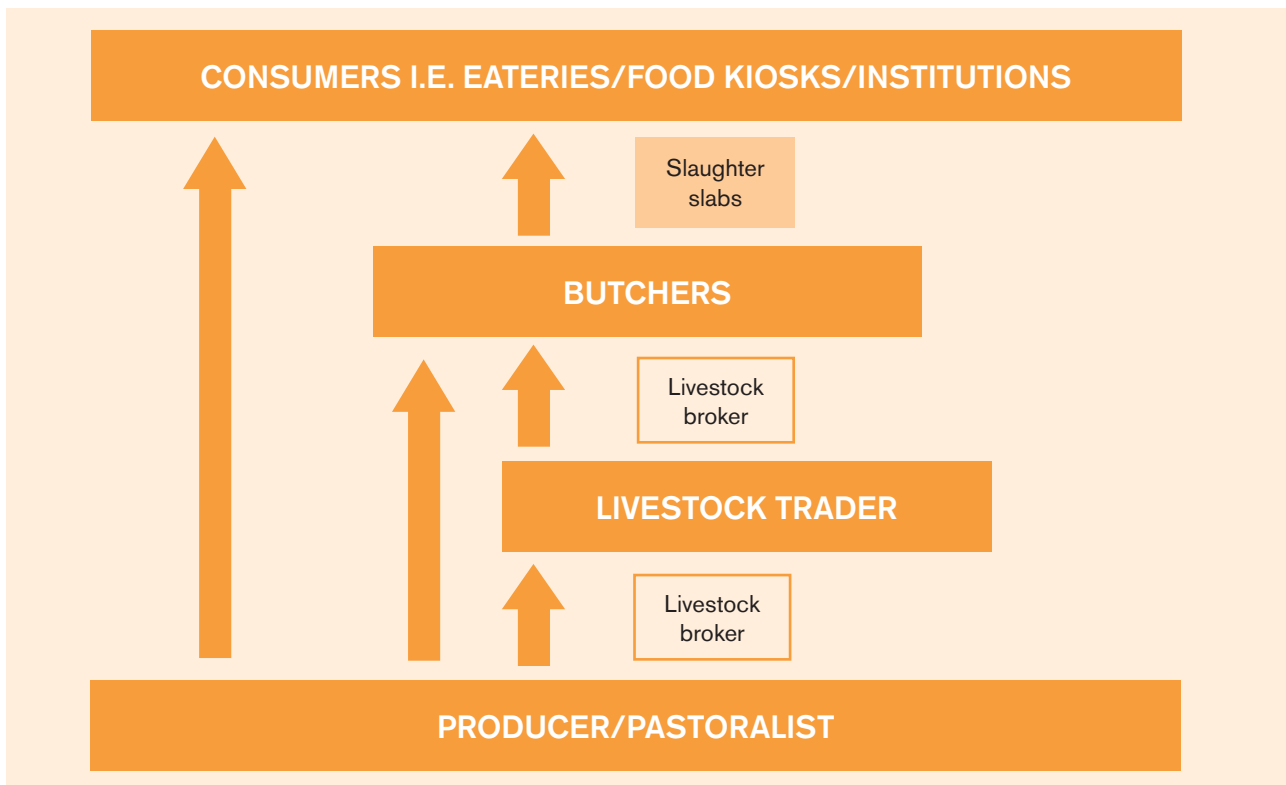 CONSUMERS I.E. EATERIES/FOOD KIOSKS/INSTITUTIONS
Slaughter
slabs
BUTCHERS
Livestock
broker
LIVESTOCK TRADER
Livestock
broker
PRODUCER/PASTORALIST